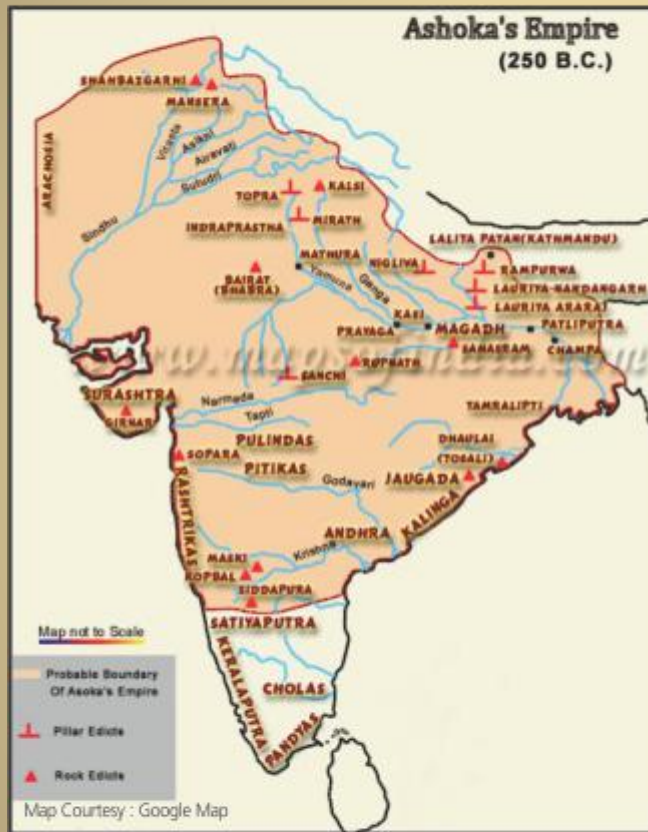 Ashoka's Empire
(250 B.C.)
SHAHBAZGARHI
MANSERA
ARACHOSIA
Vitasta
Asikni
Airavati
Sutudri
Sindhu
TOPRA
KALSI
INDRAPRASTHA
MIRATH
LALITA PATAN(KATHMANDU)
MATHURA
NIGLIVA
RAMPURWA
BAIRAT
(BHABRA)
Yamuna
Ganga
LAURIYA-NANDANGARH
LAURIYA ARARAJ
KASI
PRAYAGA
MAGADH
PATLIPUTRA
SAHASRAM
CHAMPA
www.mapsofindia.com
RUPNATH
SANCHI
SURASHTRA
GIRNAR
Narmada
Tapti
TAMRALIPTI
PULINDAS
DHAULAI
(TOSALI)
SOPARA
PITIKAS
JAUGADA
Godavari
RASHTRIKAS
KALINGA
ANDHRA
MASKI
Krishna
KOPBAL
SIDDAPURA
SATIYAPUTRA
Map not to Scale
KERALAPUTRA
CHOLAS
PANDYAS
Probable Boundary
Of Asoka's Empire
Pillar Edicts
Rock Edicts
Map Courtesy : Google Map